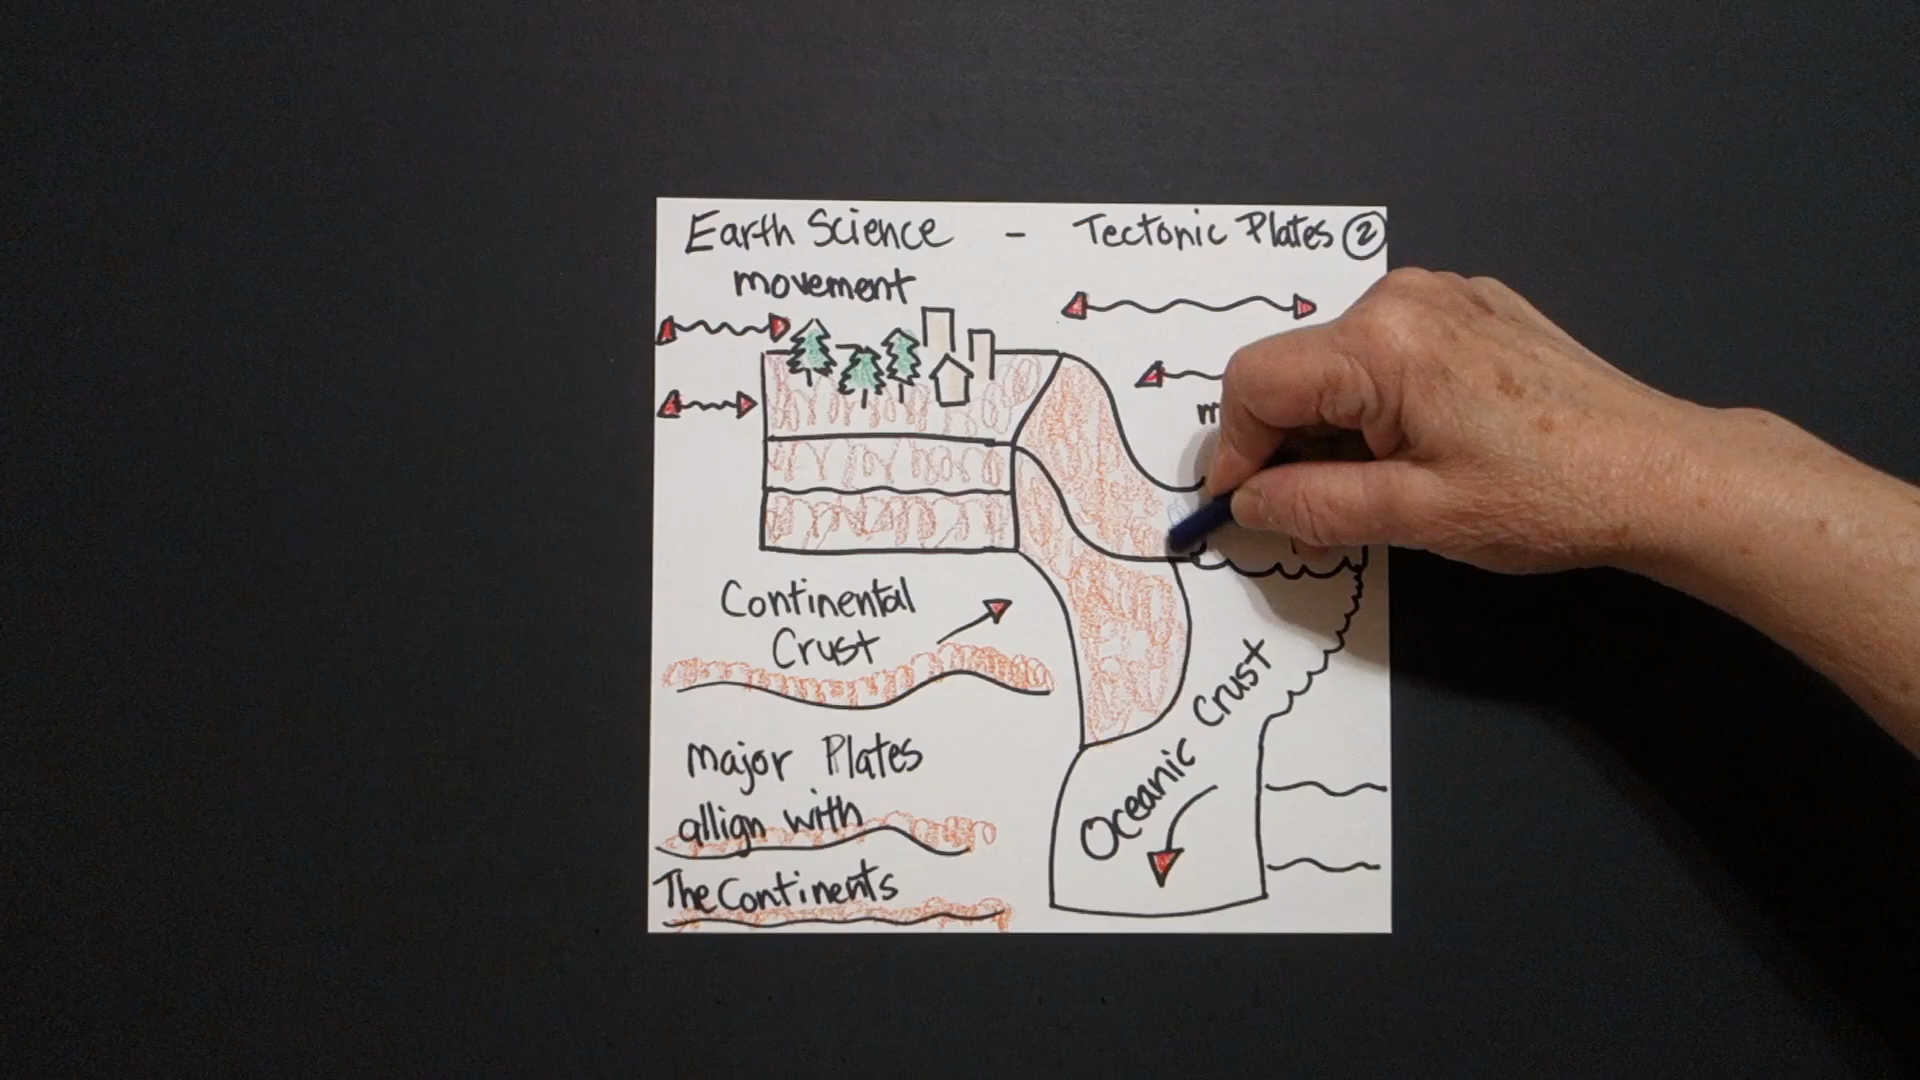 Earth Science - Tectonic Plates ②
movement
Continental
Crust
Major Plates
allign with
The Continents
Oceanic Crust